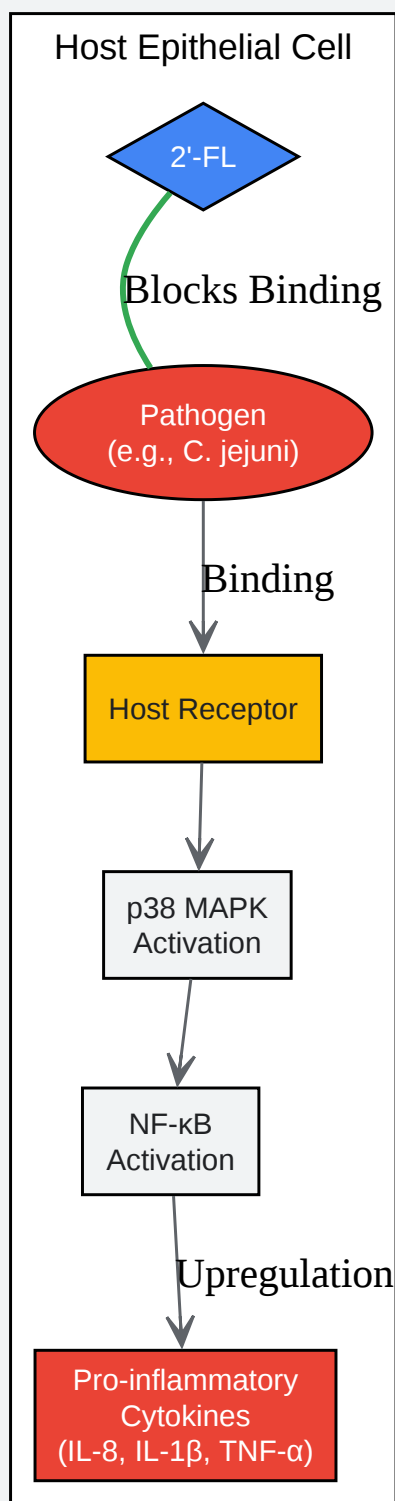 Host Epithelial Cell
2'-FL
Blocks Binding
Pathogen
(e.g., C. jejuni)
Binding
Host Receptor
p38 MAPK
Activation
NF-κB
Activation
Upregulation
Pro-inflammatory
Cytokines
(IL-8, IL-1β, TNF-α)